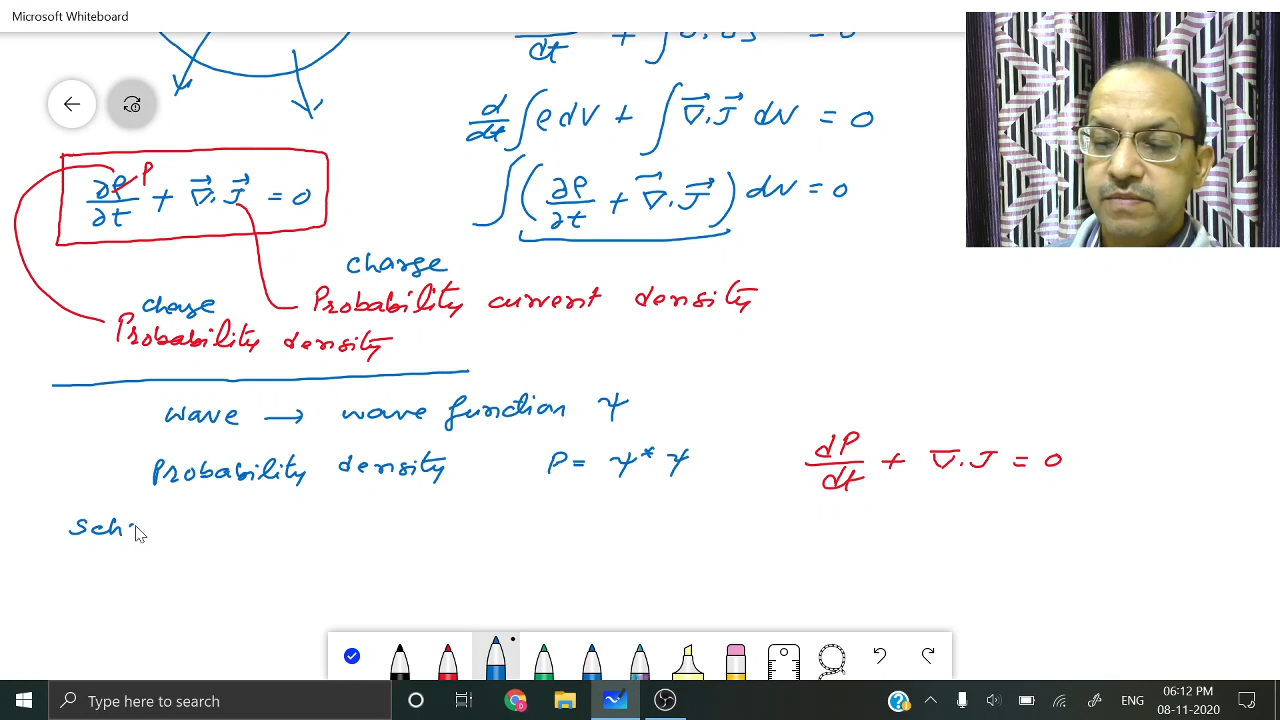 Microsoft Whiteboard
d/dt ∫ρ dV + ∫ ∇⃗.J⃗ dV = 0
∂ρ/∂t P + ∇⃗.J⃗ = 0
∫(∂ρ/∂t + ∇⃗.J⃗) dV = 0
charge
Probability current density
charge
Probability density
wave → wave function ψ
Probability density P = ψ* ψ
dP/dt + ∇.J = 0
Sch
Type here to search
ENG
06:12 PM
08-11-2020